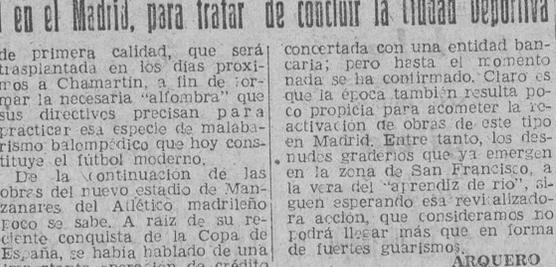 en el Madrid, para tratar de concluir la Ciudad Deportiva
de primera calidad, que será
trasplantada en los días proxi-
mos a Chamartin, a fin de for-
mar la necesaria "alfombra" que
sus directivos precisan para
practicar esa especie de malaba-
rismo balompédico que hoy cons-
tituye el fútbol moderno.
De la continuación de las
obras del nuevo estadio de Man-
zanares del Atlético madrileño
poco se sabe. A raíz de su re-
ciente conquista de la Copa de
España, se había hablado de una
operación de crédito
concertada con una entidad ban-
caria; pero hasta el momento
nada se ha confirmado. Claro es
que la época también resulta po-
co propicia para acometer la re-
activación de obras de este tipo
en Madrid. Entre tanto, los des-
nudos graderíos que ya emergen
en la zona de San Francisco, a
la vera del "aprendiz de río", si-
guen esperando esa revitalizado-
ra acción, que consideramos no
podrá llegar más que en forma
de fuertes guarismos.
ARQUERO